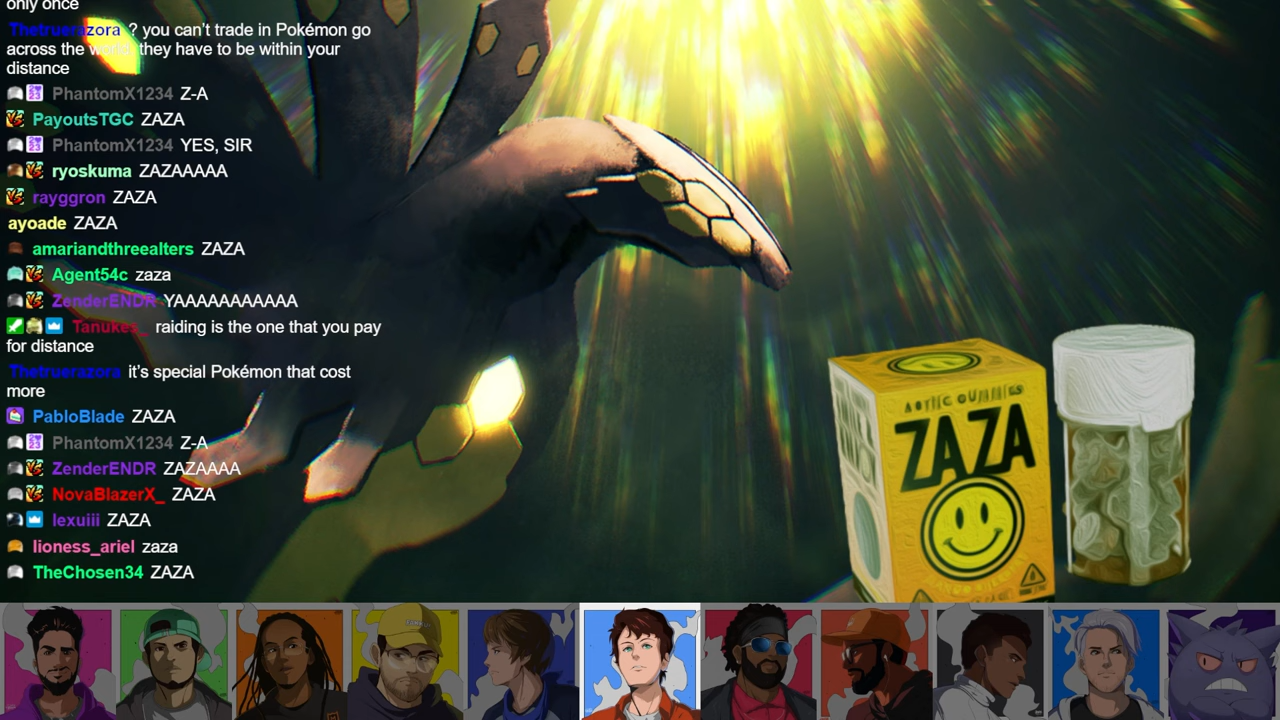 only once
Thetruerazora ? you can't trade in Pokémon go
across the world they have to be within your
distance
PhantomX1234 Z-A
PayoutsTGC ZAZA
PhantomX1234 YES, SIR
ryoskuma ZAZAAAAA
rayggron ZAZA
ayoade ZAZA
amariandthreealters ZAZA
Agent54c zaza
ZenderENDR YAAAAAAAAAAA
Tanukes_ raiding is the one that you pay
for distance
Thetruerazora it's special Pokémon that cost
more
PabloBlade ZAZA
PhantomX1234 Z-A
ZenderENDR ZAZAAAA
NovaBlazerX_ ZAZA
lexuiii ZAZA
lioness_ariel zaza
TheChosen34 ZAZA
ZAZA